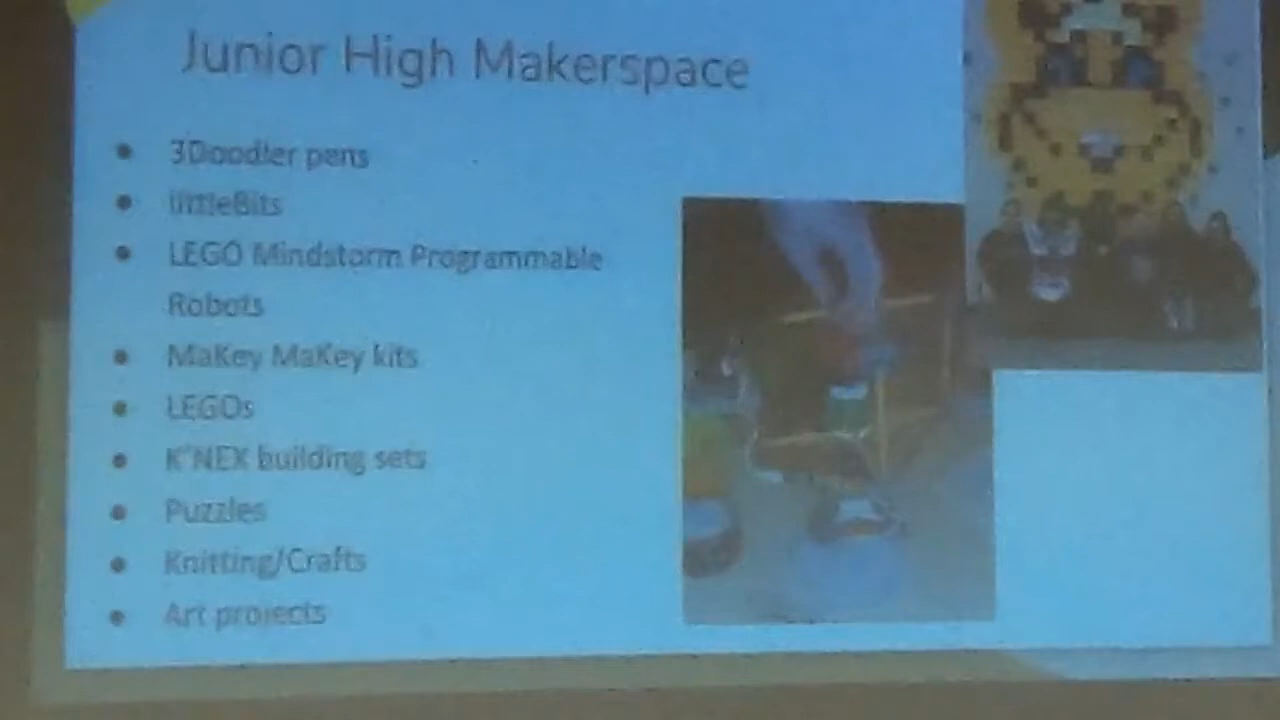 Junior High Makerspace
● 3Doodler pens
● littleBits
● LEGO Mindstorm Programmable
Robots
● MaKey MaKey kits
● LEGOs
● K'NEX building sets
● Puzzles
● Knitting/Crafts
● Art projects